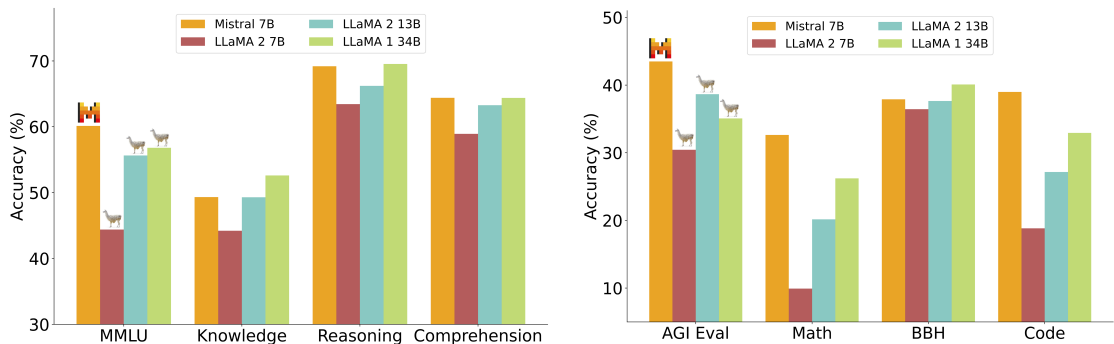 Mistral 7B
LLaMA 2 7B
LLaMA 2 13B
LLaMA 1 34B
Accuracy (%)
70
60
50
40
30
MMLU Knowledge Reasoning Comprehension
Mistral 7B
LLaMA 2 7B
LLaMA 2 13B
LLaMA 1 34B
Accuracy (%)
50
40
30
20
10
AGI Eval Math BBH Code